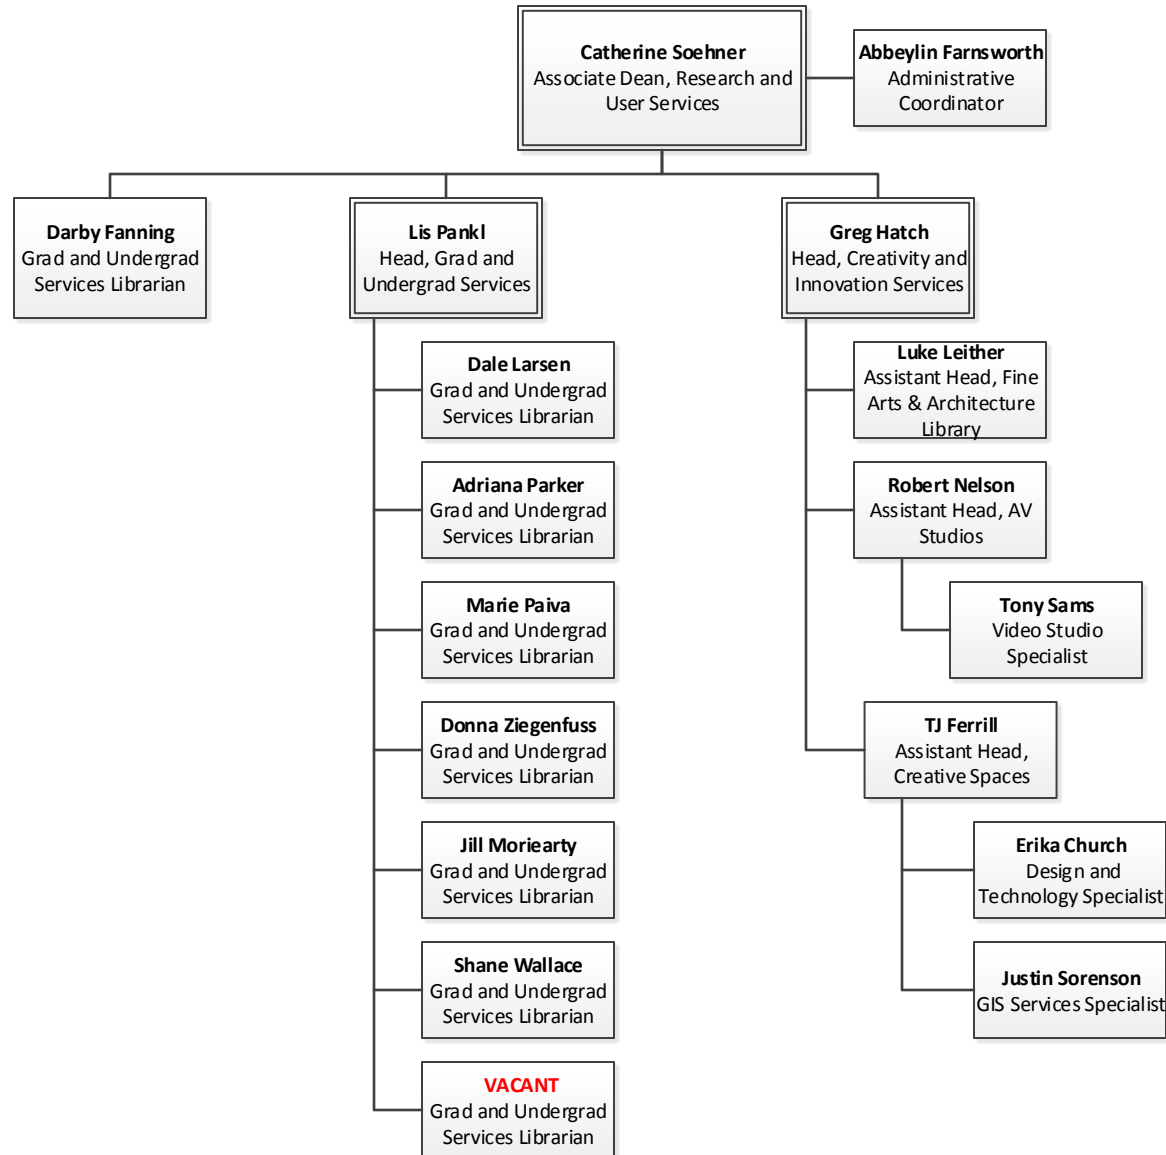 Catherine Soehner
Associate Dean, Research and
User Services
Abbeylin Farnsworth
Administrative
Coordinator
Darby Fanning
Grad and Undergrad
Services Librarian
Lis Pankl
Head, Grad and
Undergrad Services
Greg Hatch
Head, Creativity and
Innovation Services
Dale Larsen
Grad and Undergrad
Services Librarian
Adriana Parker
Grad and Undergrad
Services Librarian
Marie Paiva
Grad and Undergrad
Services Librarian
Donna Ziegenfuss
Grad and Undergrad
Services Librarian
Jill Moriearty
Grad and Undergrad
Services Librarian
Shane Wallace
Grad and Undergrad
Services Librarian
VACANT
Grad and Undergrad
Services Librarian
Luke Leither
Assistant Head, Fine
Arts & Architecture
Library
Robert Nelson
Assistant Head, AV
Studios
Tony Sams
Video Studio
Specialist
TJ Ferrill
Assistant Head,
Creative Spaces
Erika Church
Design and
Technology Specialist
Justin Sorenson
GIS Services Specialist